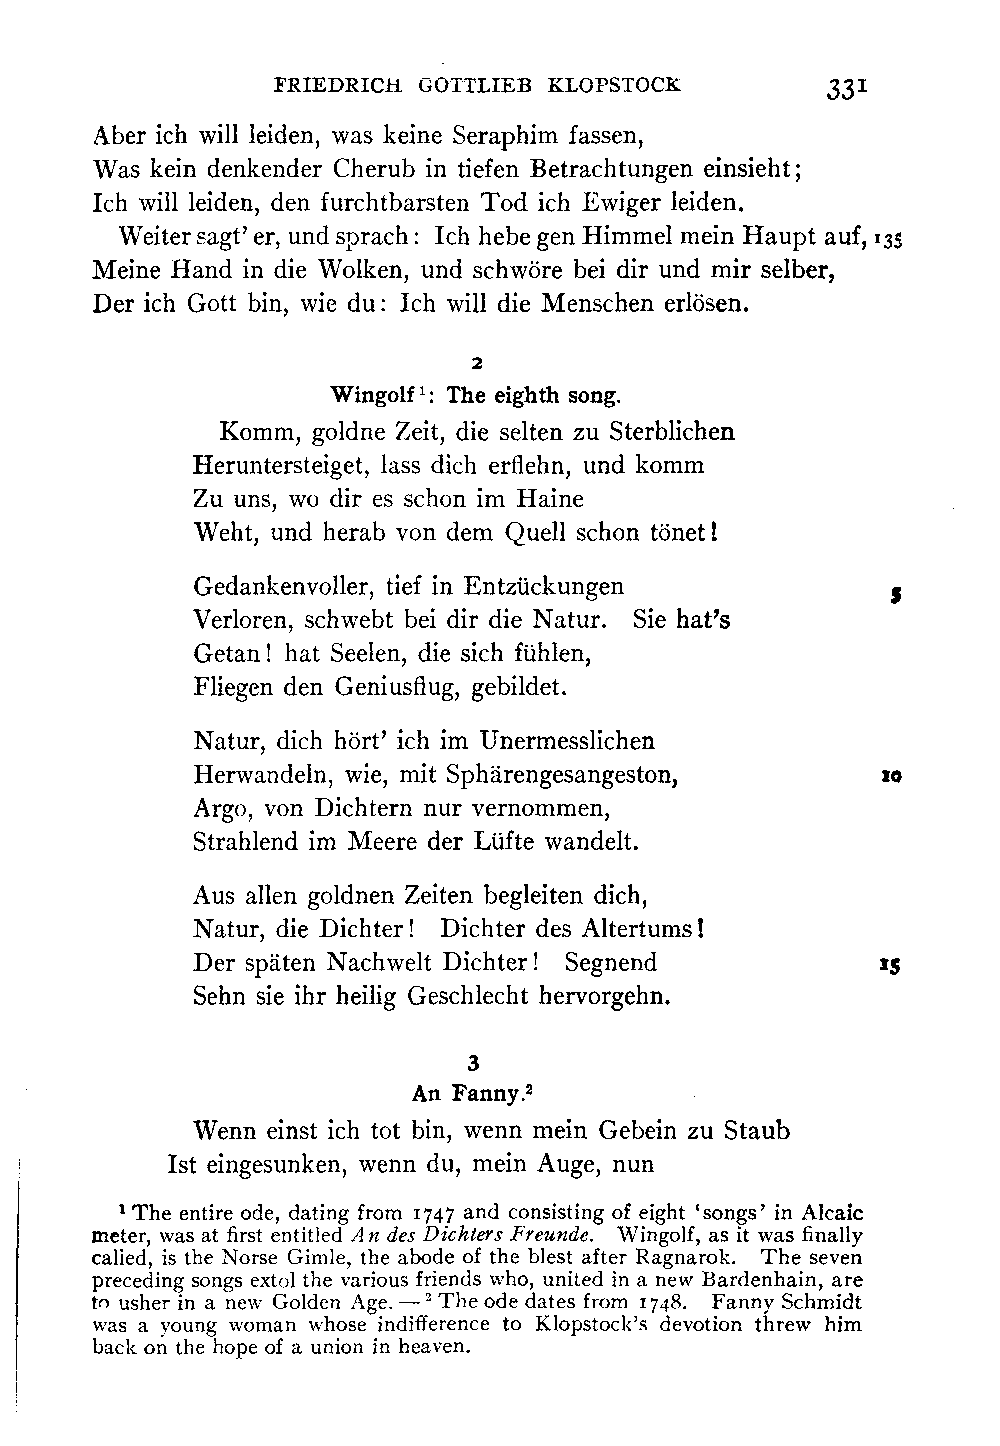 FRIEDRICH GOTTLIEB KLOPSTOCK 331
Aber ich will leiden, was keine Seraphim fassen,
Was kein denkender Cherub in tiefen Betrachtungen einsieht;
Ich will leiden, den furchtbarsten Tod ich Ewiger leiden.
Weiter sagt' er, und sprach: Ich hebe gen Himmel mein Haupt auf, 135
Meine Hand in die Wolken, und schwöre bei dir und mir selber,
Der ich Gott bin, wie du: Ich will die Menschen erlösen.
2
Wingolf¹: The eighth song.
Komm, goldne Zeit, die selten zu Sterblichen
Heruntersteiget, lass dich erflehn, und komm
Zu uns, wo dir es schon im Haine
Weht, und herab von dem Quell schon tönet!
Gedankenvoller, tief in Entzückungen 5
Verloren, schwebt bei dir die Natur. Sie hat's
Getan! hat Seelen, die sich fühlen,
Fliegen den Geniusflug, gebildet.
Natur, dich hört' ich im Unermesslichen
Herwandeln, wie, mit Sphärengesangeston, 10
Argo, von Dichtern nur vernommen,
Strahlend im Meere der Lüfte wandelt.
Aus allen goldnen Zeiten begleiten dich,
Natur, die Dichter! Dichter des Altertums!
Der späten Nachwelt Dichter! Segnend 15
Sehn sie ihr heilig Geschlecht hervorgehn.
3
An Fanny.²
Wenn einst ich tot bin, wenn mein Gebein zu Staub
Ist eingesunken, wenn du, mein Auge, nun
¹ The entire ode, dating from 1747 and consisting of eight 'songs' in Alcaic
meter, was at first entitled An des Dichters Freunde. Wingolf, as it was finally
called, is the Norse Gimle, the abode of the blest after Ragnarok. The seven
preceding songs extol the various friends who, united in a new Bardenhain, are
to usher in a new Golden Age. — ² The ode dates from 1748. Fanny Schmidt
was a young woman whose indifference to Klopstock's devotion threw him
back on the hope of a union in heaven.